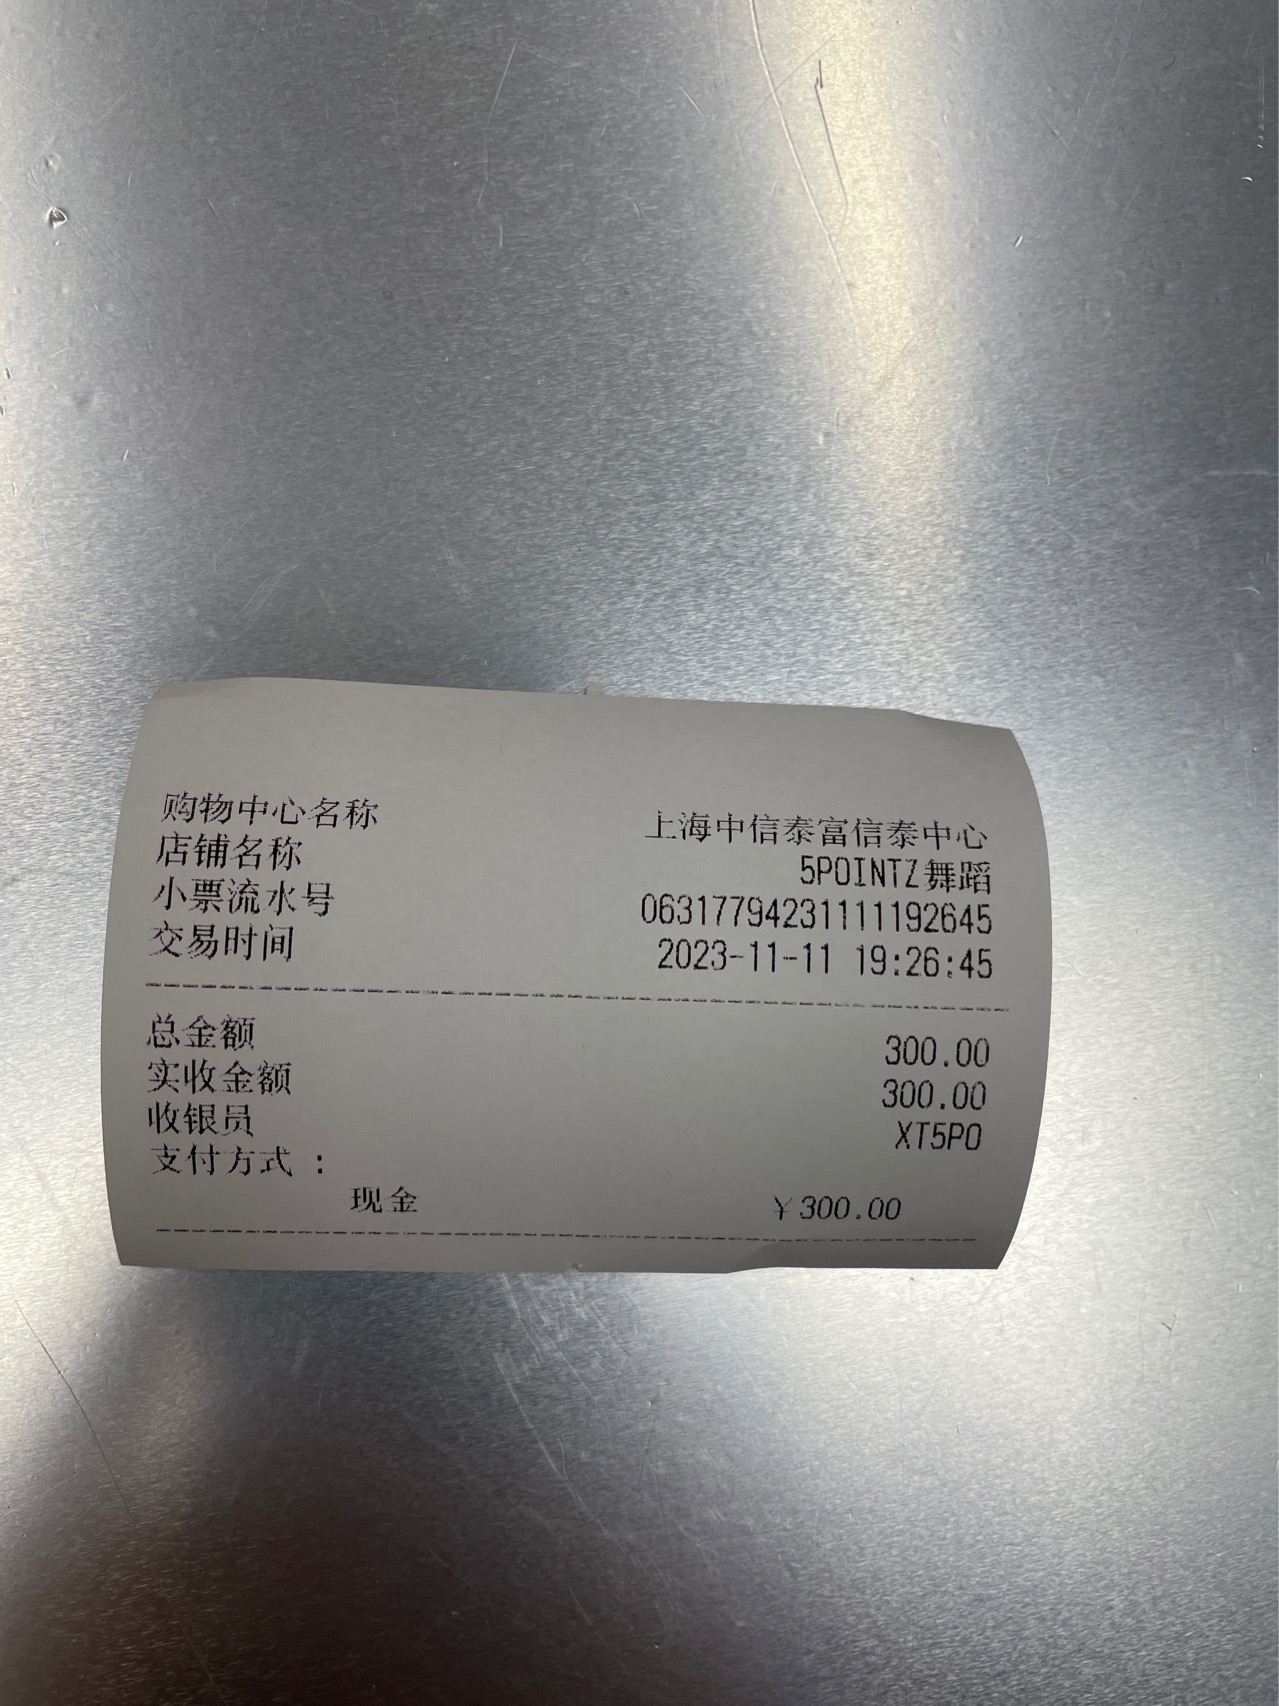 购物中心名称 上海中信泰富信泰中心
店铺名称 5POINTZ舞蹈
小票流水号 06317794231111192645
交易时间 2023-11-11 19:26:45
总金额 300.00
实收金额 300.00
收银员 XT5PO
支付方式 :
现金 ¥300.00